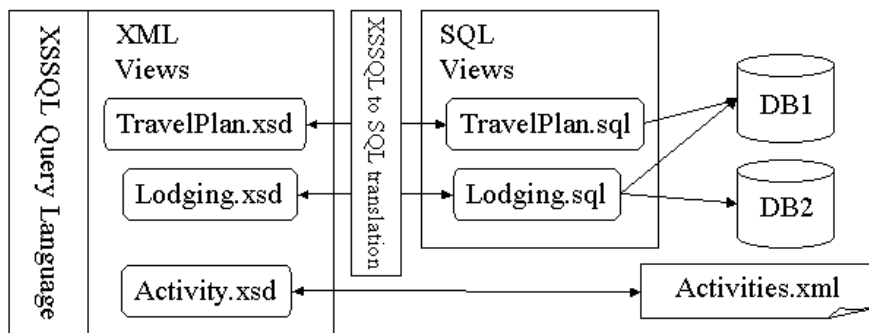 XSSQL Query Language
XML
Views
TravelPlan.xsd
Lodging.xsd
Activity.xsd
XSSQL to SQL translation
SQL
Views
TravelPlan.sql
Lodging.sql
DB1
DB2
Activities.xml